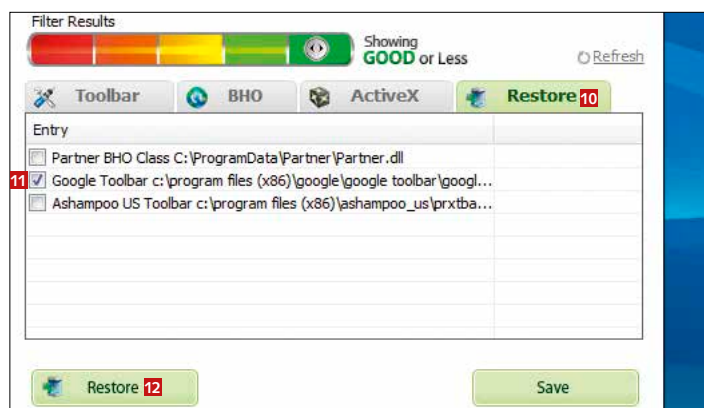 Filter Results
Showing
GOOD or Less
Refresh
Toolbar BHO ActiveX Restore 10
Entry
Partner BHO Class C:\ProgramData\Partner\Partner.dll
11 Google Toolbar c:\program files (x86)\google\google toolbar\googl...
Ashampoo US Toolbar c:\program files (x86)\ashampoo_us\prxtba...
Restore 12 Save